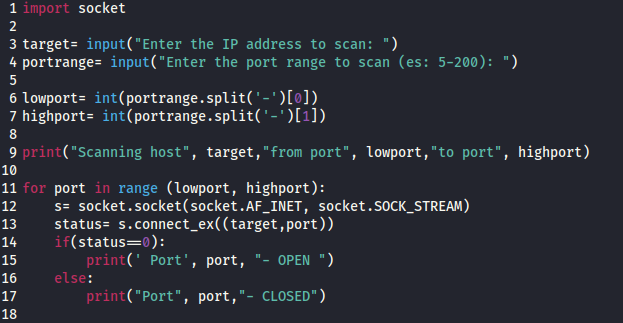 1 import socket
2
3 target= input("Enter the IP address to scan: ")
4 portrange= input("Enter the port range to scan (es: 5-200): ")
5
6 lowport= int(portrange.split('-')[0])
7 highport= int(portrange.split('-')[1])
8
9 print("Scanning host", target,"from port", lowport,"to port", highport)
10
11 for port in range (lowport, highport):
12     s= socket.socket(socket.AF_INET, socket.SOCK_STREAM)
13     status= s.connect_ex((target,port))
14     if(status==0):
15         print(' Port', port, "- OPEN ")
16     else:
17         print("Port", port,"- CLOSED")
18